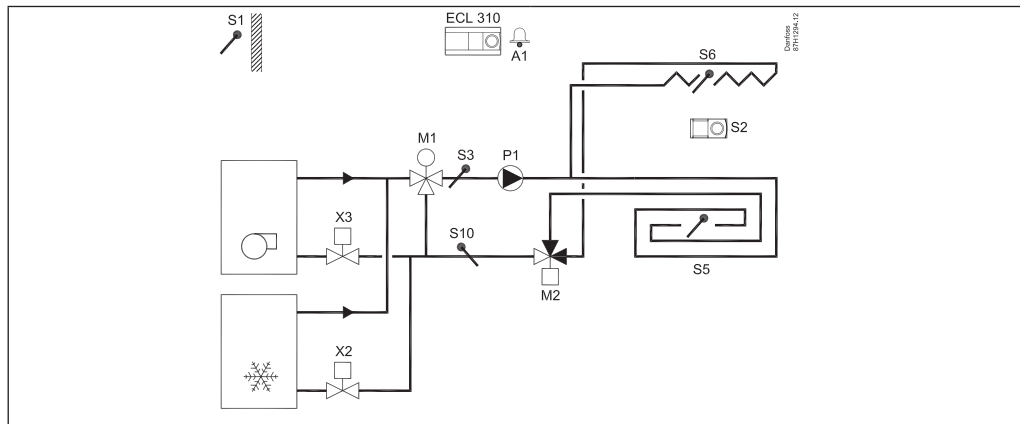 S1
ECL 310
A1
Danfoss
87H1294.12
S6
S2
M1
S3
P1
X3
S10
S5
M2
X2